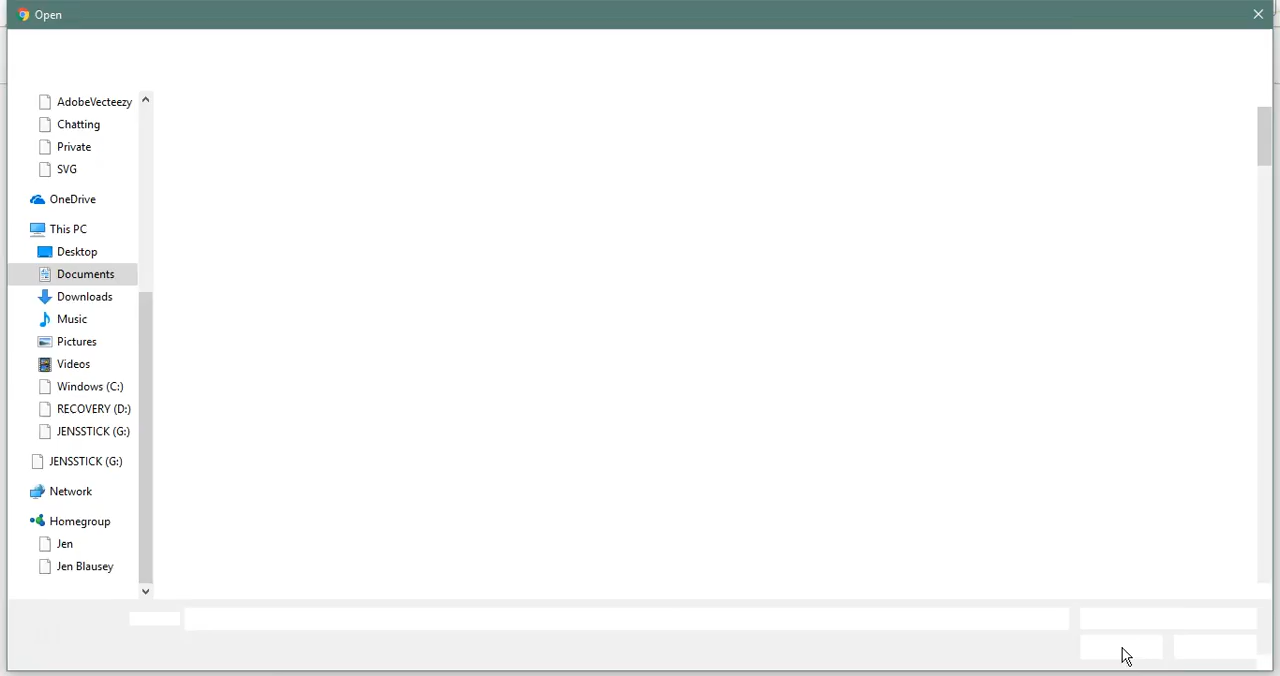 Open
AdobeVecteezy
Chatting
Private
SVG
OneDrive
This PC
Desktop
Documents
Downloads
Music
Pictures
Videos
Windows (C:)
RECOVERY (D:)
JENSSTICK (G:)
JENSSTICK (G:)
Network
Homegroup
Jen
Jen Blausey